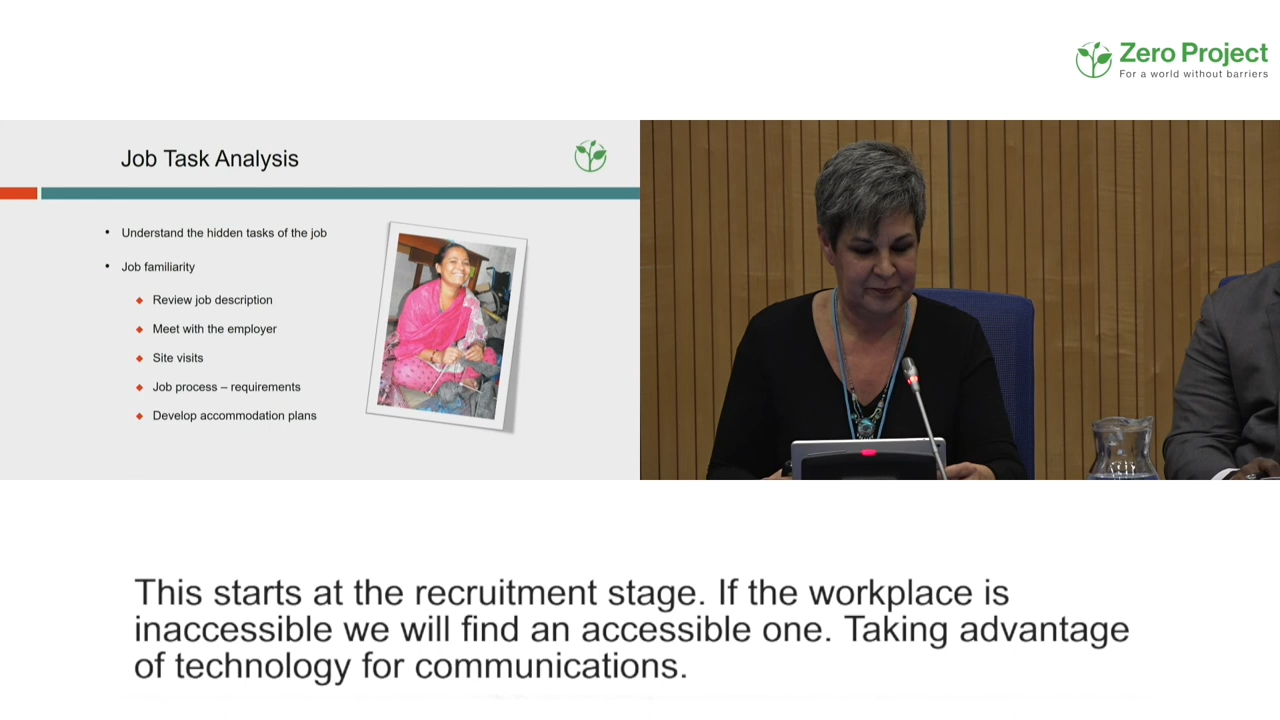 Zero Project
For a world without barriers
Job Task Analysis
• Understand the hidden tasks of the job
• Job familiarity
Review job description
Meet with the employer
Site visits
Job process – requirements
Develop accommodation plans
This starts at the recruitment stage. If the workplace is
inaccessible we will find an accessible one. Taking advantage
of technology for communications.